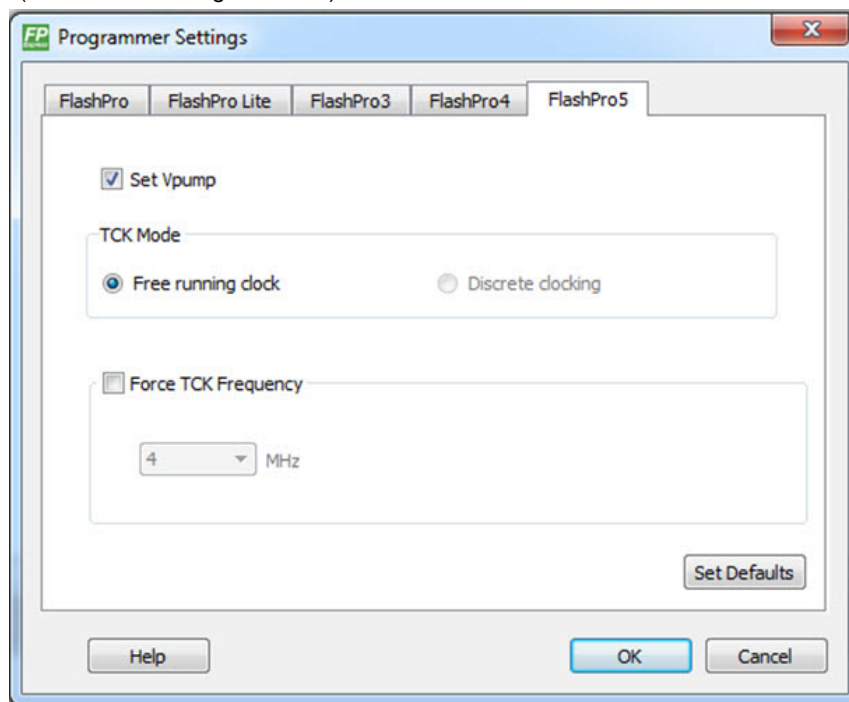 FP Programmer Settings
FlashPro FlashPro Lite FlashPro3 FlashPro4 FlashPro5
Set Vpump
TCK Mode
Free running clock Discrete clocking
Force TCK Frequency
4 MHz
Set Defaults
Help OK Cancel